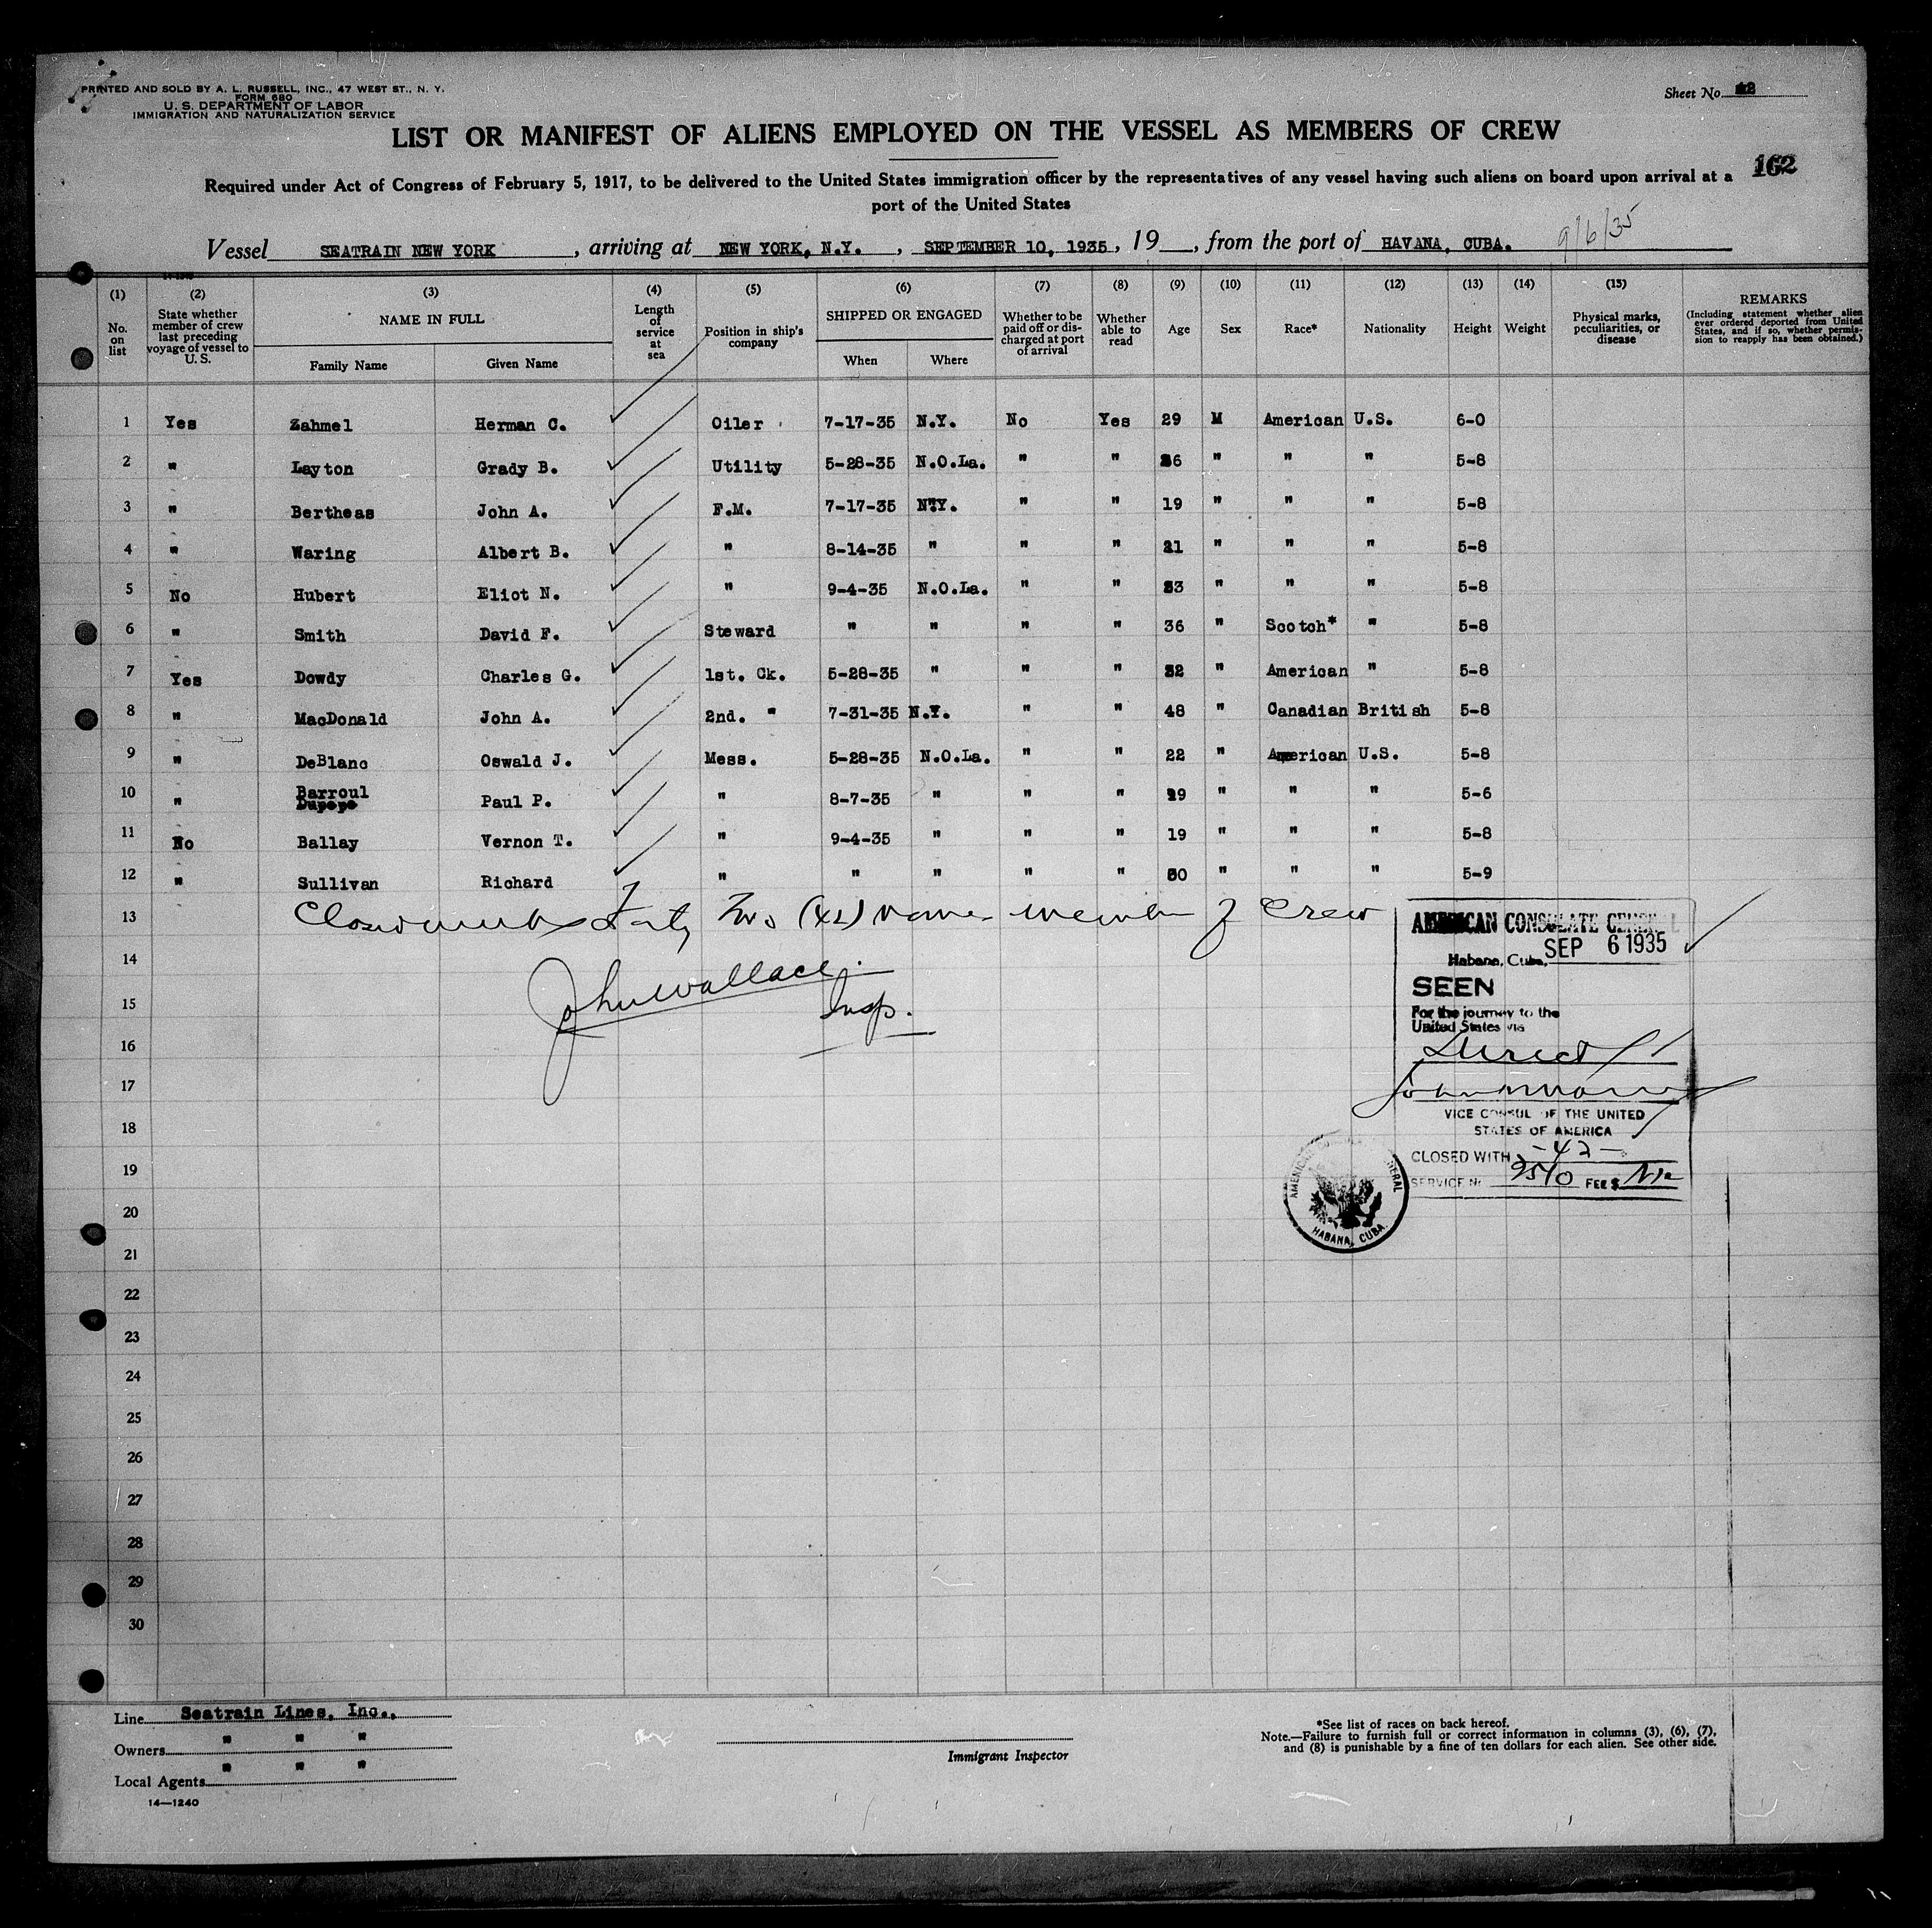 PRINTED AND SOLD BY A. L. RUSSELL, INC., 47 WEST ST., N. Y.
FORM 680
U. S. DEPARTMENT OF LABOR
IMMIGRATION AND NATURALIZATION SERVICE
Sheet No.
LIST OR MANIFEST OF ALIENS EMPLOYED ON THE VESSEL AS MEMBERS OF CREW
162
Required under Act of Congress of February 5, 1917, to be delivered to the United States immigration officer by the representatives of any vessel having such aliens on board upon arrival at a
port of the United States
Vessel SEATRAIN NEW YORK, arriving at NEW YORK, N.Y., SEPTEMBER 10, 1935, 19 , from the port of HAVANA, CUBA. 9/6/35
(1) No. on list
(2) State whether member of crew last preceding voyage of vessel to U. S.
(3) NAME IN FULL Family Name Given Name
(4) Length of service at sea
(5) Position in ship's company
(6) SHIPPED OR ENGAGED When Where
(7) Whether to be paid off or discharged at port of arrival
(8) Whether able to read
(9) Age
(10) Sex
(11) Race*
(12) Nationality
(13) Height
(14) Weight
(15) Physical marks, peculiarities, or disease
REMARKS (Including statement whether alien ever ordered deported from United States, and if so, whether permission to reapply has been obtained.)
1 Yes Zahmel Herman C. Oiler 7-17-35 N.Y. No Yes 29 M American U.S. 6-0
2 " Layton Grady B. Utility 5-28-35 N.O.La. " " 36 " " " 5-8
3 " Bertheas John A. F.M. 7-17-35 N.Y. " " 19 " " " 5-8
4 " Waring Albert B. " 8-14-35 " " " 21 " " " 5-8
5 No Hubert Eliot N. " 9-4-35 N.O.La. " " 23 " " " 5-8
6 " Smith David F. Steward " " " " 36 " Scotch* " 5-8
7 Yes Dowdy Charles G. 1st. Ck. 5-28-35 " " " 32 " American " 5-8
8 " MacDonald John A. 2nd. " 7-31-35 N.Y. " " 48 " Canadian British 5-8
9 " DeBlanc Oswald J. Mess. 5-28-35 N.O.La. " " 22 " American U.S. 5-8
10 " Barroul Paul P. " 8-7-35 " " " 29 " " " 5-6
11 No Ballay Vernon T. " 9-4-35 " " " 19 " " " 5-8
12 " Sullivan Richard " " " " " 30 " " " 5-9
13 Forty Two (42) names member of crew
14 John Wallace
15 Insp.
16
17
18
19
20
21
22
23
24
25
26
27
28
29
30
AMERICAN CONSULATE GENERAL
Habana, Cuba, SEP 6 1935
SEEN
For the journey to the
United States via
Direct
VICE CONSUL OF THE UNITED
STATES OF AMERICA
CLOSED WITH -42-
SERVICE No. 9510 FEE $
AMERICAN CONSULATE GENERAL
HABANA, CUBA
Line Seatrain Lines, Inc.,
Owners " " "
Local Agents " " "
14—1240
Immigrant Inspector
*See list of races on back hereof.
Note.—Failure to furnish full or correct information in columns (3), (6), (7),
and (8) is punishable by a fine of ten dollars for each alien. See other side.